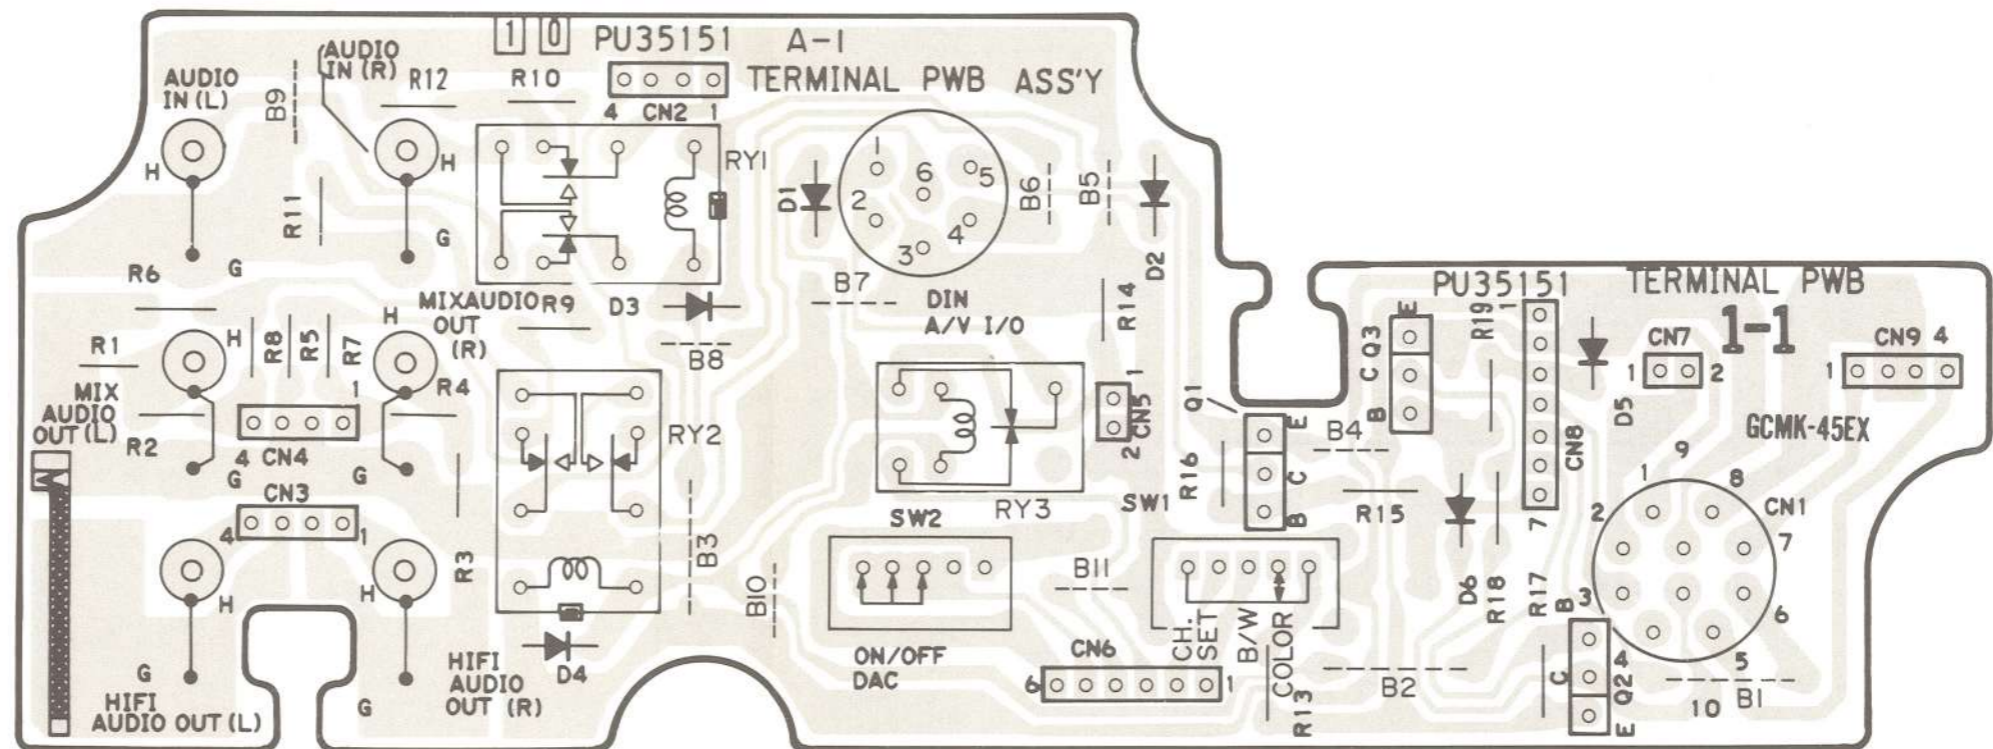 1 0 PU35151 A-1
TERMINAL PWB ASS'Y
AUDIO
IN (L)
B9
AUDIO
IN (R)
R12
R10
4 CN2 1
H
H
R11
G
G
RY1
D1
1
2
3
4
5
6
B6
B5
D2
R6
MIX AUDIO
OUT
(R)
R9
D3
B7
DIN
A/V I/O
R14
B8
R1
H
R8
R5
R7
H
R4
MIX
AUDIO
OUT (L)
R2
1
4 CN4
G
G
M
CN3
4 1
R3
H
H
G
G
HIFI
AUDIO OUT (L)
HIFI
AUDIO
OUT (R)
RY2
D4
B3
B10
RY3
1
CN5
2
SW2
ON/OFF
DAC
B11
SW1
CH.
SET
B/W
COLOR
CN6
6 1
R13
Q1
E
C
B
R16
B4
R15
B2
PU35151 TERMINAL PWB
1-1
E
Q3
C
B
R19
1
CN8
7
D5
CN7
1 2
CN9 4
1
GCMK-45EX
D6
R18
R17
B
C
Q2
E
CN1
1
2
3
4
5
6
7
8
9
10
B1